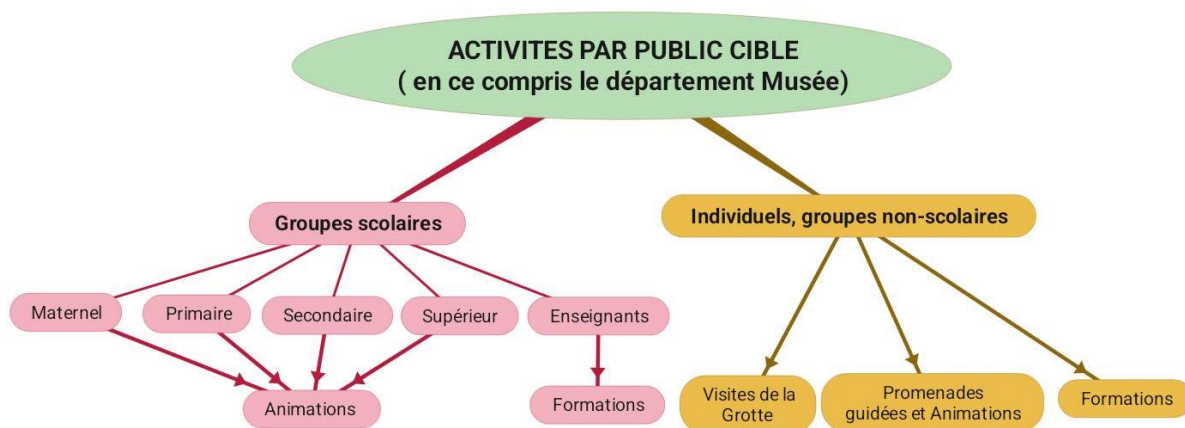 ACTIVITES PAR PUBLIC CIBLE
( en ce compris le département Musée)
Groupes scolaires
Individuels, groupes non-scolaires
Maternel
Primaire
Secondaire
Supérieur
Enseignants
Animations
Formations
Visites de la
Grotte
Promenades
guidées et Animations
Formations